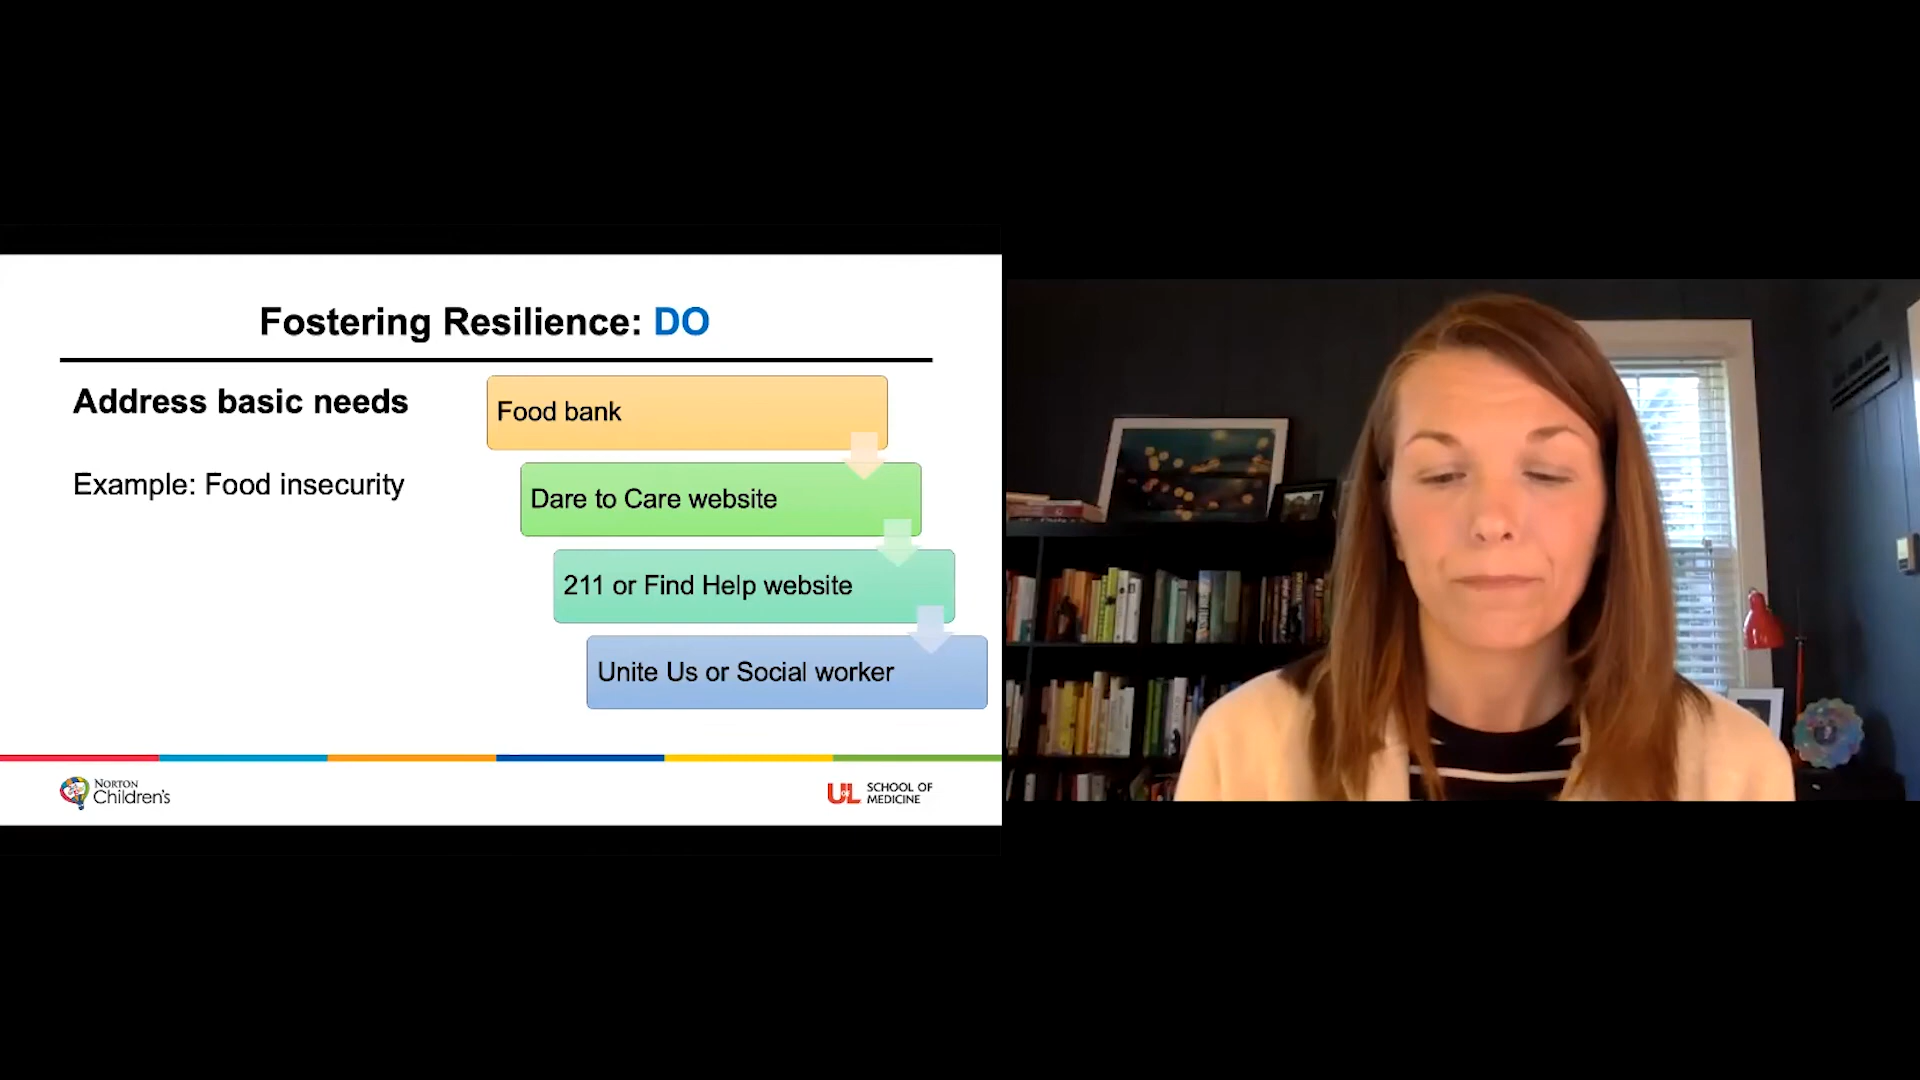 Fostering Resilience: DO
Address basic needs
Example: Food insecurity
Food bank
Dare to Care website
211 or Find Help website
Unite Us or Social worker
NORTON
Children's
UofL
SCHOOL OF
MEDICINE